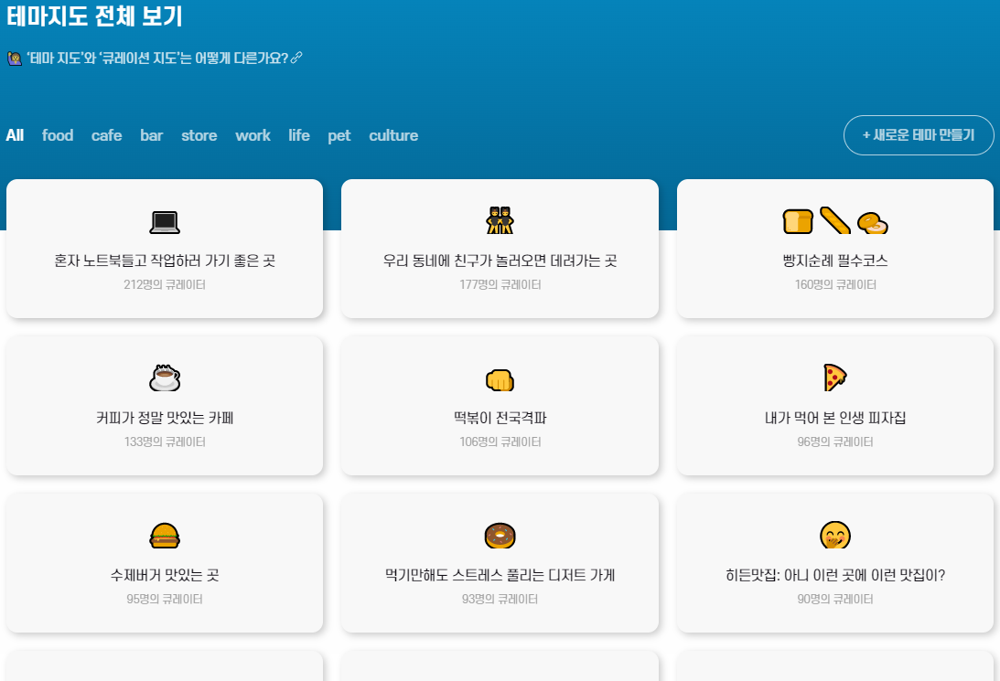 테마지도 전체 보기
‘테마 지도’와 ‘큐레이션 지도’는 어떻게 다른가요?
All food cafe bar store work life pet culture
+ 새로운 테마 만들기
혼자 노트북들고 작업하러 가기 좋은 곳
212명의 큐레이터
우리 동네에 친구가 놀러오면 데려가는 곳
177명의 큐레이터
빵지순례 필수코스
160명의 큐레이터
커피가 정말 맛있는 카페
133명의 큐레이터
떡볶이 전국격파
106명의 큐레이터
내가 먹어 본 인생 피자집
96명의 큐레이터
수제버거 맛있는 곳
95명의 큐레이터
먹기만해도 스트레스 풀리는 디저트 가게
93명의 큐레이터
히든맛집: 아니 이런 곳에 이런 맛집이?
90명의 큐레이터